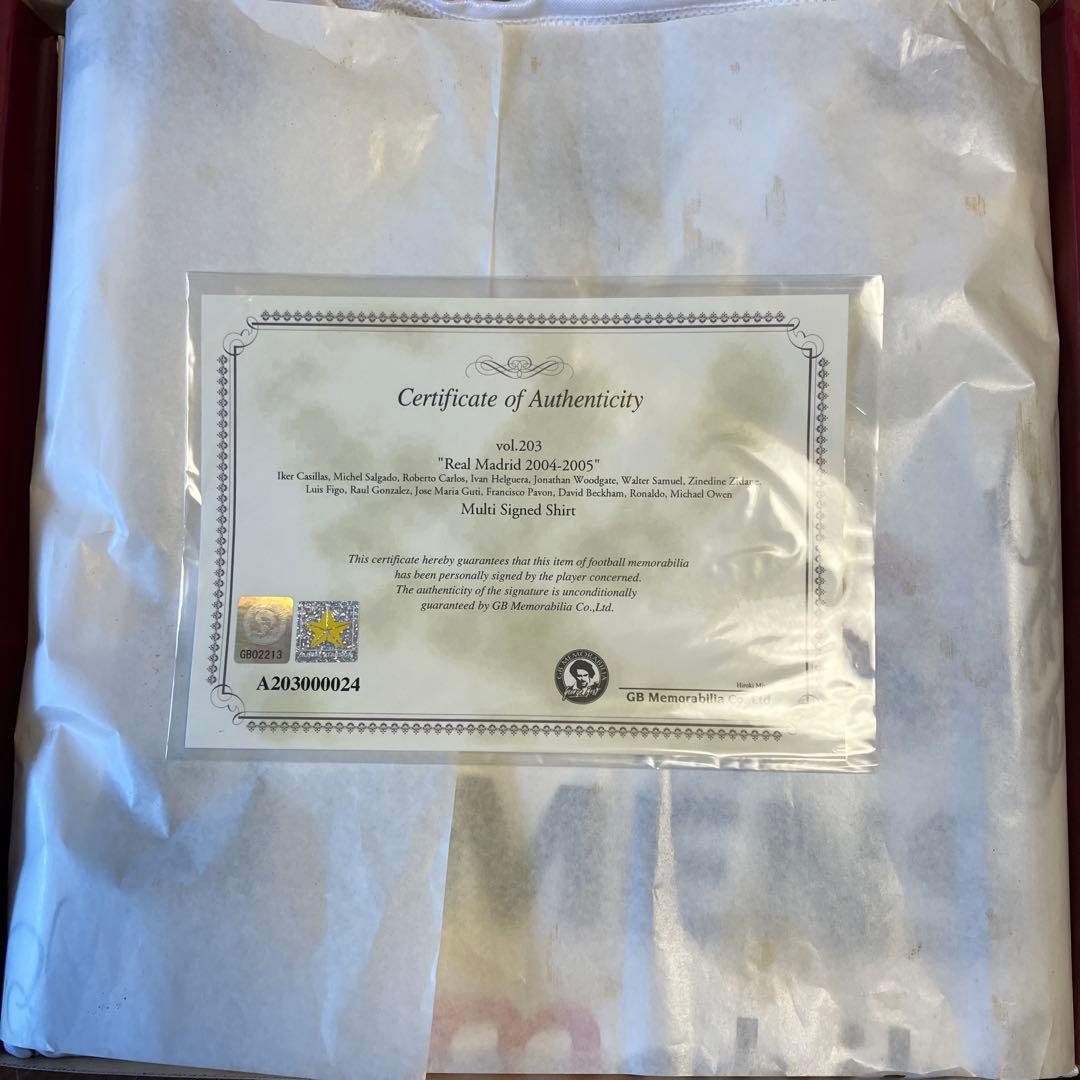 Certificate of Authenticity
vol.203
"Real Madrid 2004-2005"
Iker Casillas, Michel Salgado, Roberto Carlos, Ivan Helguera, Jonathan Woodgate, Walter Samuel, Zinedine Zidane,
Luis Figo, Raul Gonzalez, Jose Maria Guti, Francisco Pavon, David Beckham, Ronaldo, Michael Owen
Multi Signed Shirt
This certificate hereby guarantees that this item of football memorabilia
has been personally signed by the player concerned.
The authenticity of the signature is unconditionally
guaranteed by GB Memorabilia Co.,Ltd.
GB02213
A203000024
GB MEMORABILIA
Hiroki
GB Memorabilia Co., Ltd.